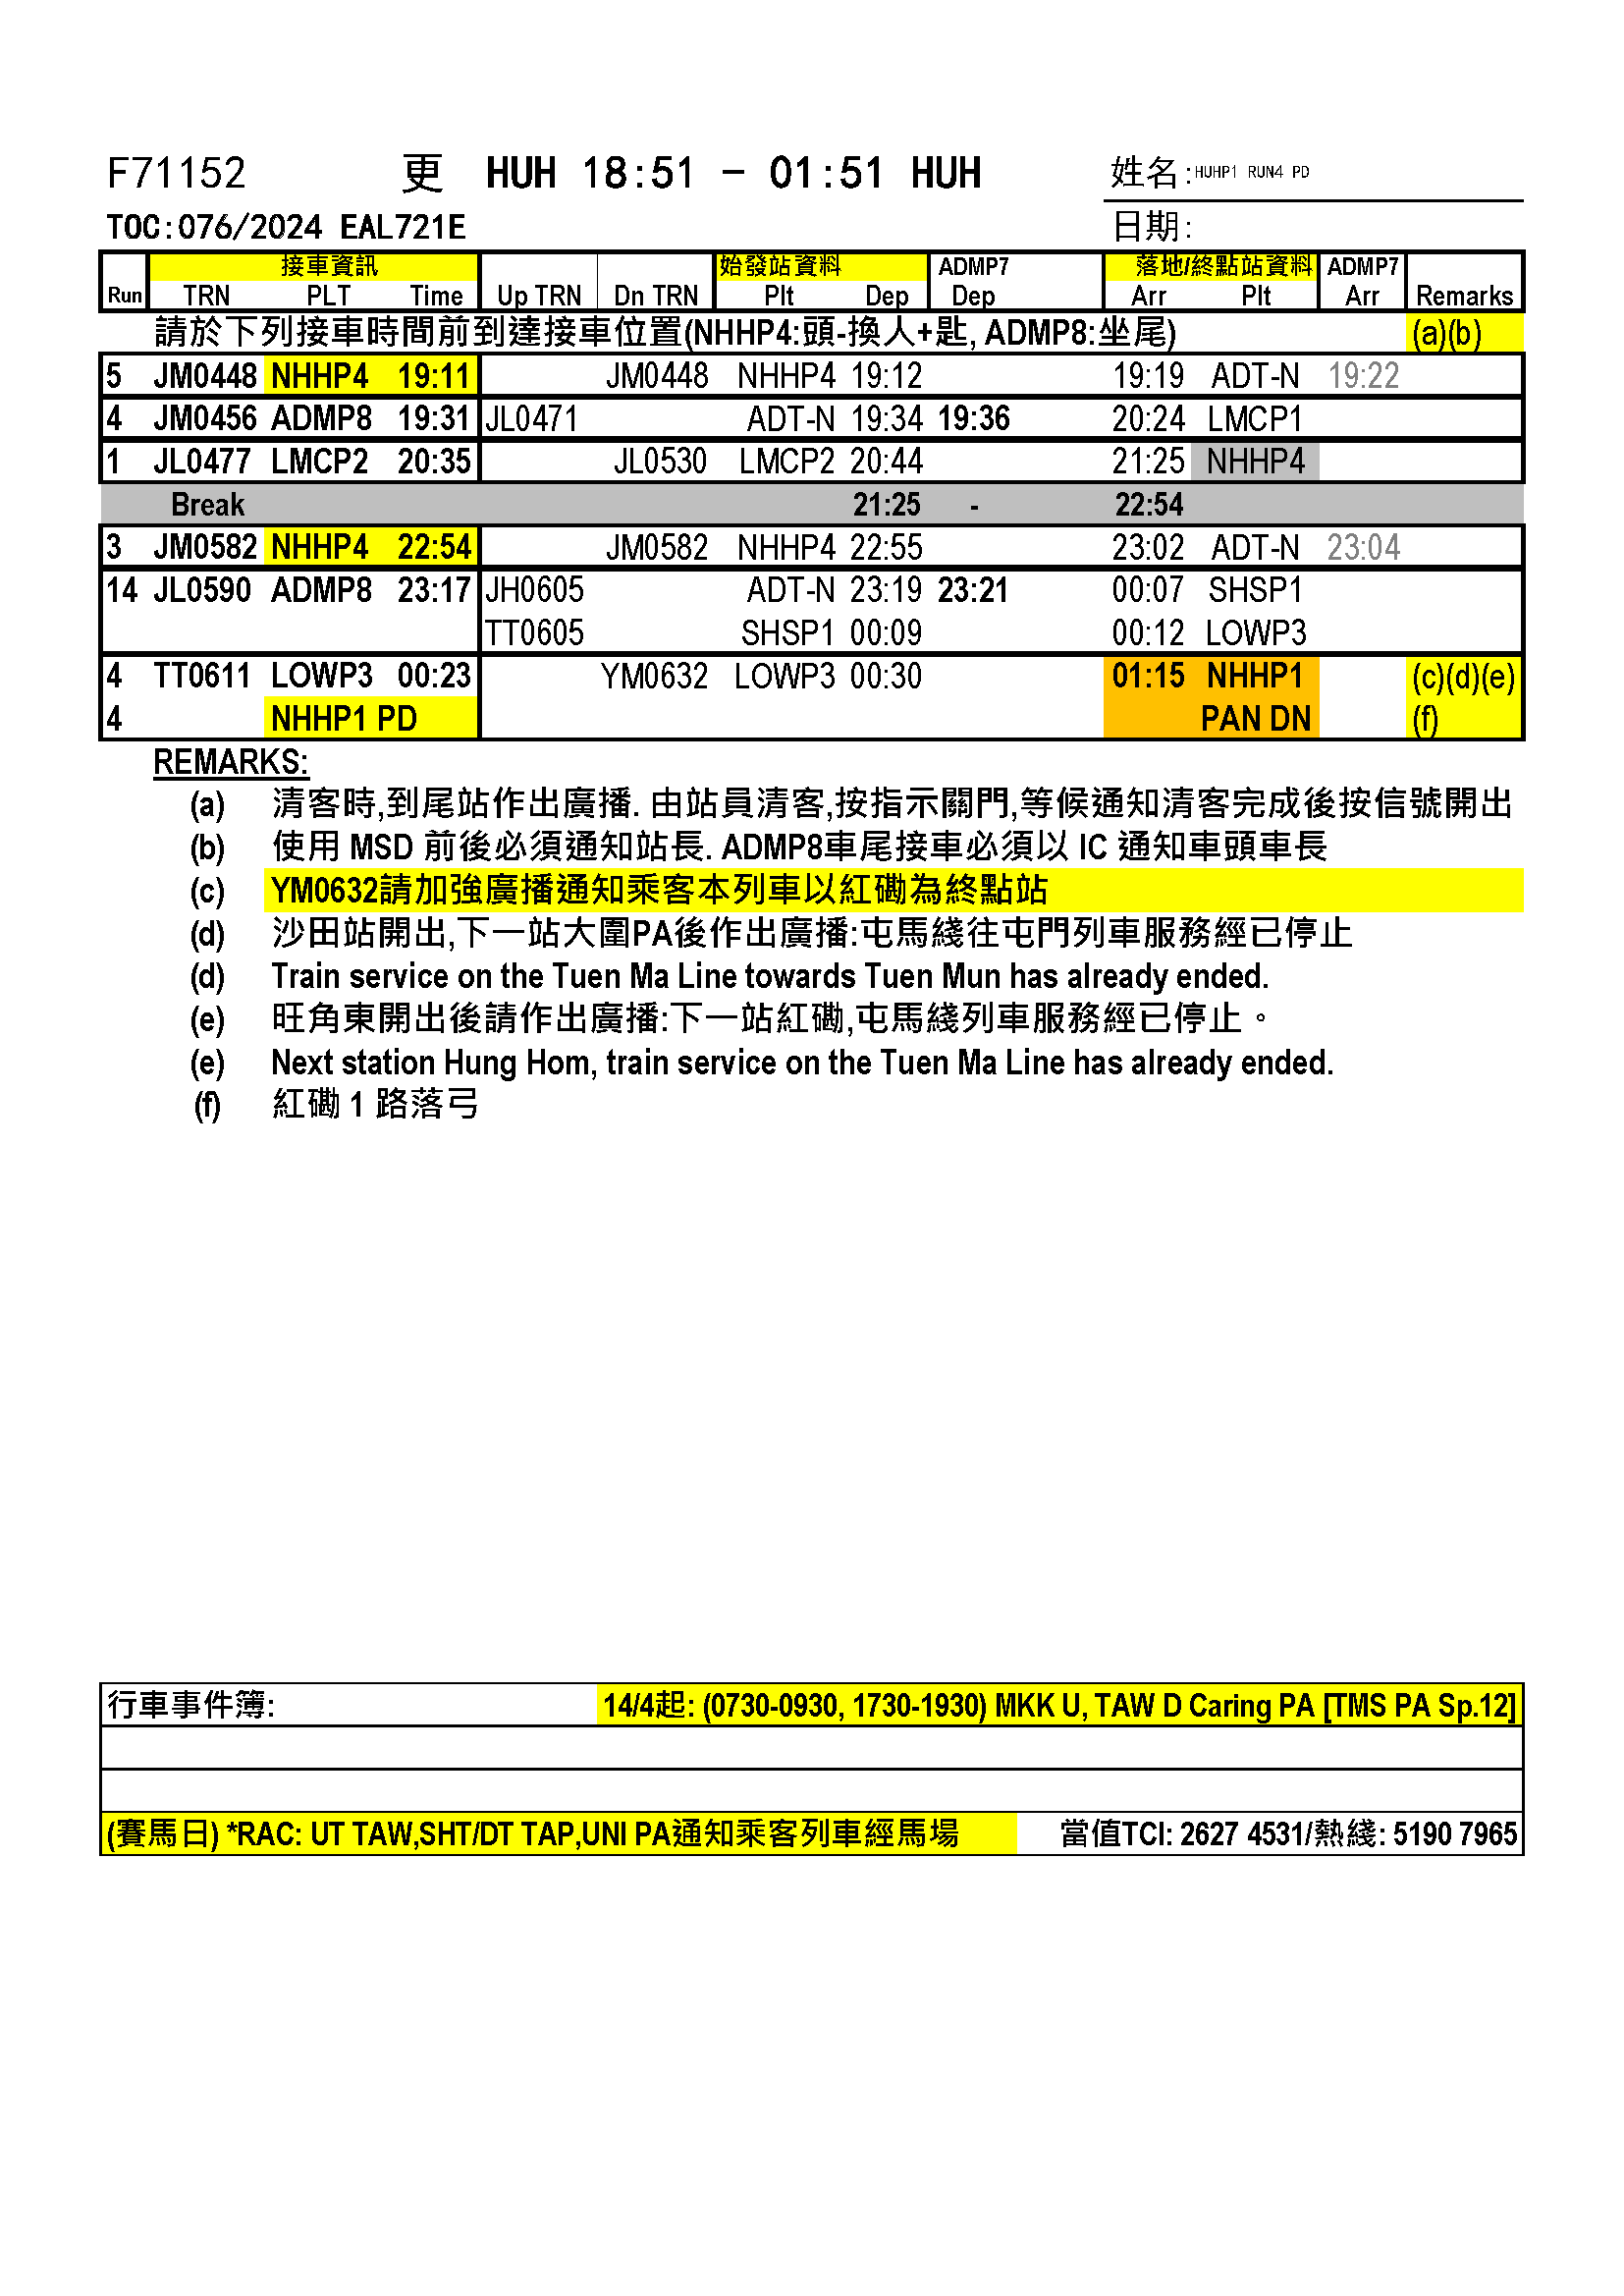 F71152 更 HUH 18:51 - 01:51 HUH 姓名:HUHP1 RUN4 PD
TOC:076/2024 EAL721E 日期:
接車資訊 始發站資料 ADMP7 落地/終點站資料 ADMP7
Run TRN PLT Time Up TRN Dn TRN Plt Dep Dep Arr Plt Arr Remarks
請於下列接車時間前到達接車位置(NHHP4:頭-換人+匙, ADMP8:坐尾) (a)(b)
5 JM0448 NHHP4 19:11 JM0448 NHHP4 19:12 19:19 ADT-N 19:22
4 JM0456 ADMP8 19:31 JL0471 ADT-N 19:34 19:36 20:24 LMCP1
1 JL0477 LMCP2 20:35 JL0530 LMCP2 20:44 21:25 NHHP4
Break 21:25 - 22:54
3 JM0582 NHHP4 22:54 JM0582 NHHP4 22:55 23:02 ADT-N 23:04
14 JL0590 ADMP8 23:17 JH0605 ADT-N 23:19 23:21 00:07 SHSP1
TT0605 SHSP1 00:09 00:12 LOWP3
4 TT0611 LOWP3 00:23 YM0632 LOWP3 00:30 01:15 NHHP1 (c)(d)(e)
4 NHHP1 PD PAN DN (f)
REMARKS:
(a) 清客時,到尾站作出廣播. 由站員清客,按指示關門,等候通知清客完成後按信號開出
(b) 使用 MSD 前後必須通知站長. ADMP8車尾接車必須以 IC 通知車頭車長
(c) YM0632請加強廣播通知乘客本列車以紅磡為終點站
(d) 沙田站開出,下一站大圍PA後作出廣播:屯馬綫往屯門列車服務經已停止
(d) Train service on the Tuen Ma Line towards Tuen Mun has already ended.
(e) 旺角東開出後請作出廣播:下一站紅磡,屯馬綫列車服務經已停止。
(e) Next station Hung Hom, train service on the Tuen Ma Line has already ended.
(f) 紅磡 1 路落弓
行車事件簿: 14/4起: (0730-0930, 1730-1930) MKK U, TAW D Caring PA [TMS PA Sp.12]
(賽馬日) *RAC: UT TAW,SHT/DT TAP,UNI PA通知乘客列車經馬場 當值TCI: 2627 4531/熱綫: 5190 7965